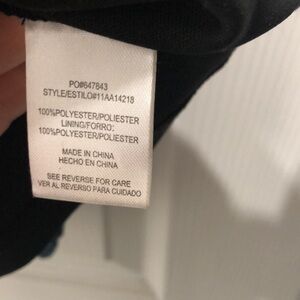 PO#647843
STYLE/ESTILO#11AA14218
100%POLYESTER/POLIESTER
LINING/FORRO:
100%POLYESTER/POLIESTER
MADE IN CHINA
HECHO EN CHINA
SEE REVERSE FOR CARE
VER AL REVERSO PARA CUIDADO